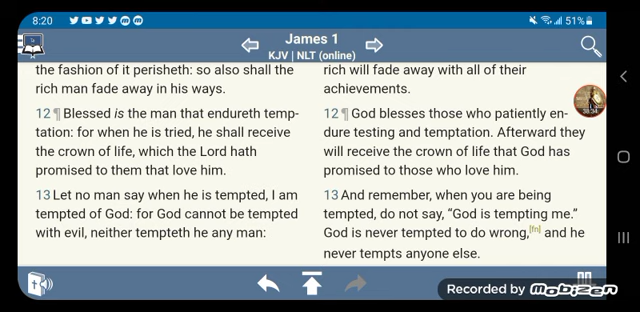 8:20
51%
James 1
KJV | NLT (online)
the fashion of it perisheth: so also shall the
rich man fade away in his ways.
12 ¶ Blessed is the man that endureth temp-
tation: for when he is tried, he shall receive
the crown of life, which the Lord hath
promised to them that love him.
13 Let no man say when he is tempted, I am
tempted of God: for God cannot be tempted
with evil, neither tempteth he any man:
rich will fade away with all of their
achievements.
12 ¶ God blesses those who patiently en-
dure testing and temptation. Afterward they
will receive the crown of life that God has
promised to those who love him.
13 And remember, when you are being
tempted, do not say, “God is tempting me.”
God is never tempted to do wrong,[fn] and he
never tempts anyone else.
Recorded by Mobizen